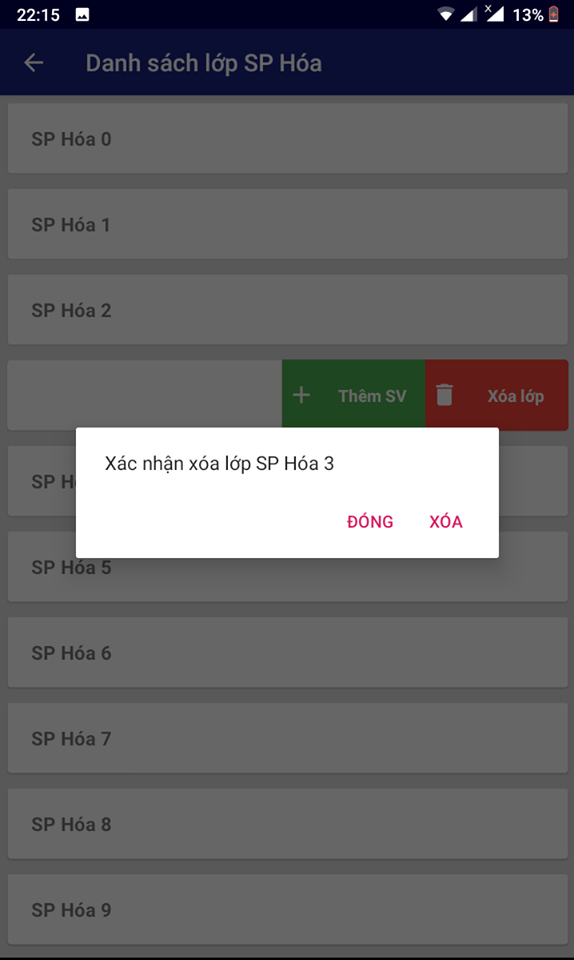 22:15
13%
Danh sách lớp SP Hóa
SP Hóa 0
SP Hóa 1
SP Hóa 2
Thêm SV
Xóa lớp
Xác nhận xóa lớp SP Hóa 3
ĐÓNG
XÓA
SP
SP Hóa 5
SP Hóa 6
SP Hóa 7
SP Hóa 8
SP Hóa 9